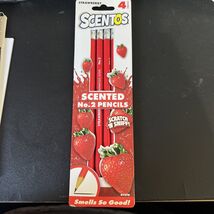 STRAWBERRY
4
SCENTOS
SCENTED
No.2 PENCILS
SCRATCH
'N SNIFF!
Smells So Good!